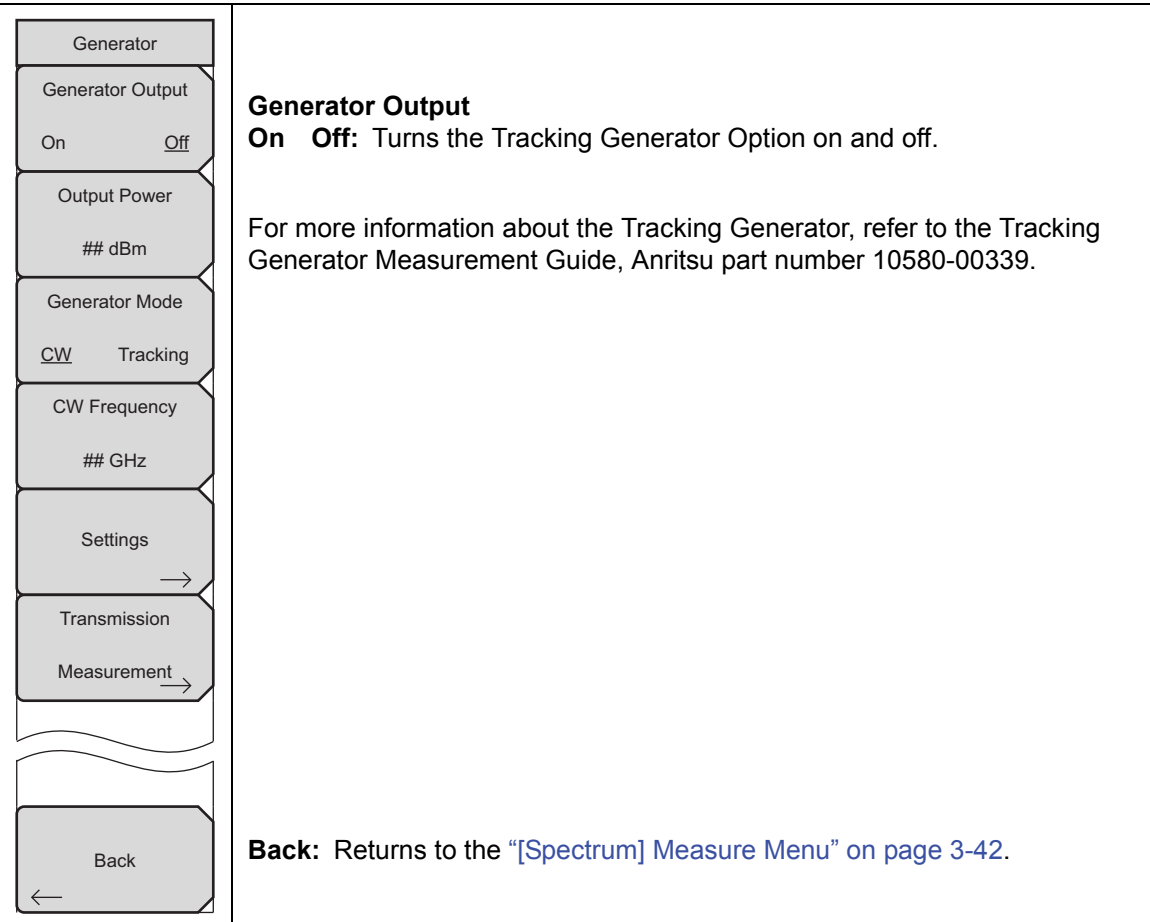 Generator
Generator Output
On Off
Output Power
## dBm
Generator Mode
CW Tracking
CW Frequency
## GHz
Settings
Transmission
Measurement
Back
Generator Output
On Off: Turns the Tracking Generator Option on and off.
For more information about the Tracking Generator, refer to the Tracking
Generator Measurement Guide, Anritsu part number 10580-00339.
Back: Returns to the “[Spectrum] Measure Menu” on page 3-42.